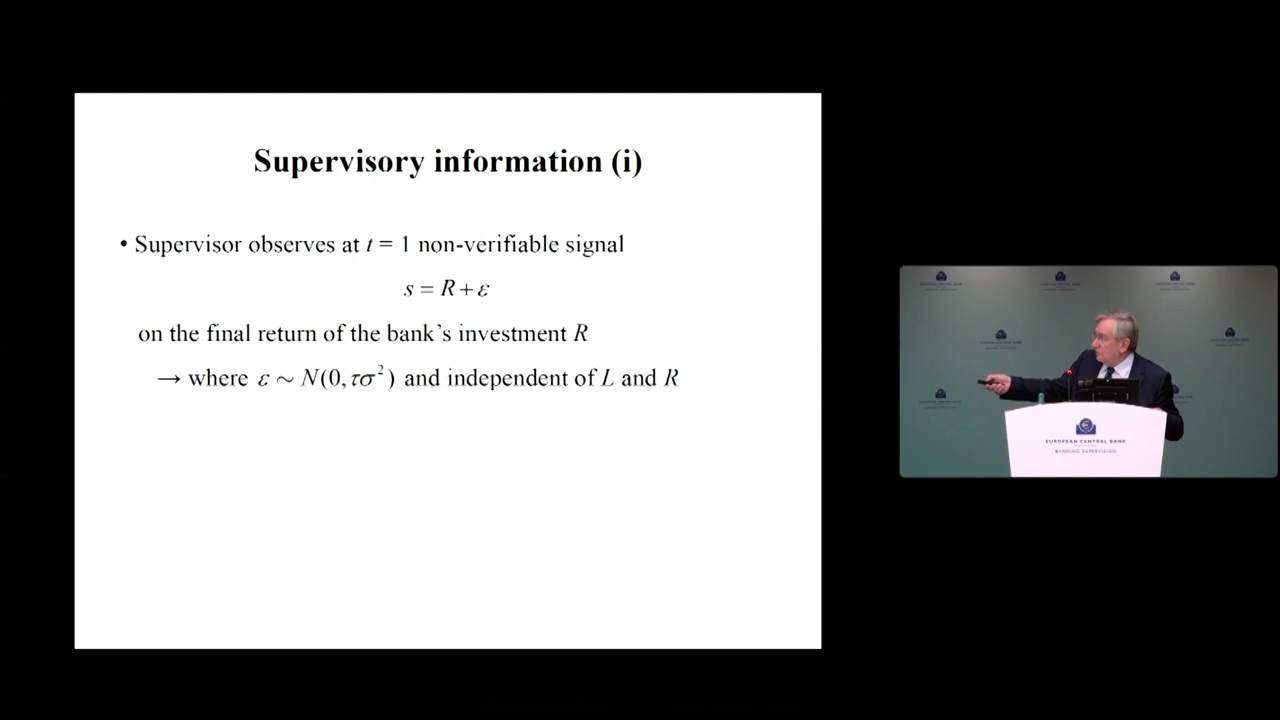 Supervisory information (i)
• Supervisor observes at t = 1 non-verifiable signal
s = R + ε
on the final return of the bank’s investment R
→ where ε ∼ N(0, τσ²) and independent of L and R
EUROPEAN CENTRAL BANK
BANKING SUPERVISION